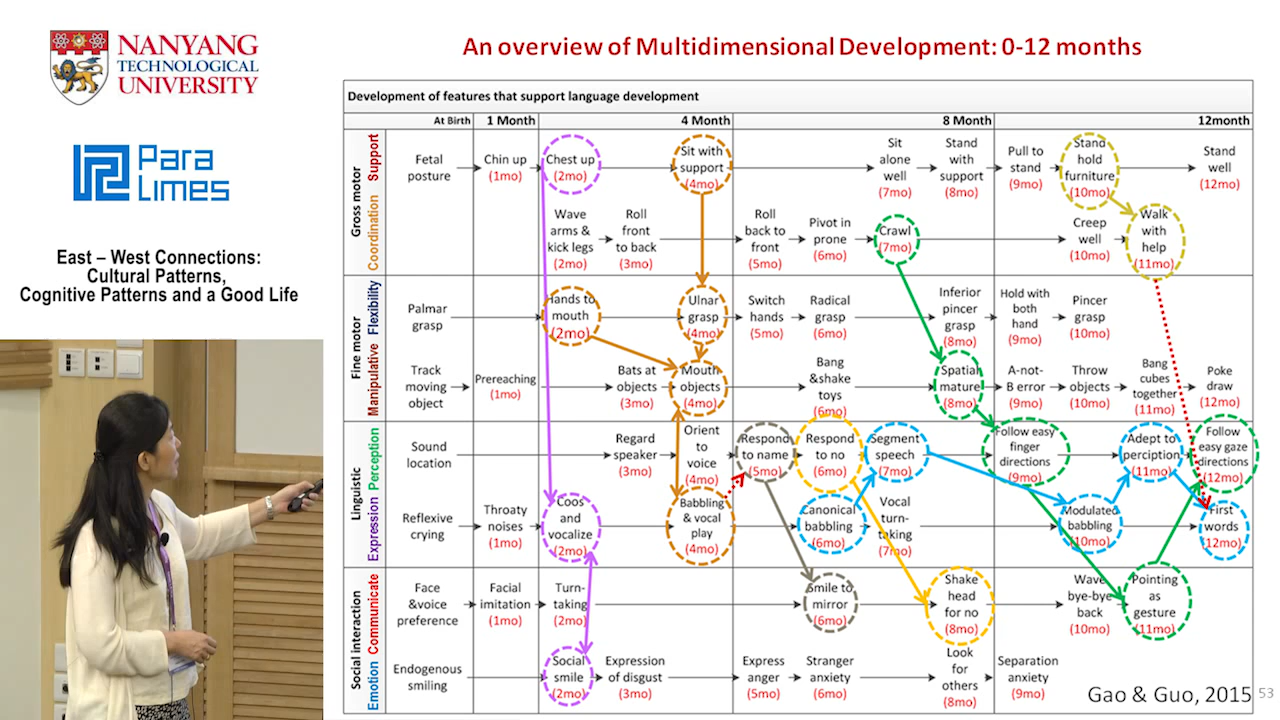 NANYANG
TECHNOLOGICAL
UNIVERSITY
Para
Limes
East – West Connections:
Cultural Patterns,
Cognitive Patterns and a Good Life
An overview of Multidimensional Development: 0-12 months
Development of features that support language development
At Birth
1 Month
4 Month
8 Month
12month
Gross motor
Coordination Support
Fetal
posture
Chin up
(1mo)
Chest up
(2mo)
Sit with
support
(4mo)
Sit
alone
well
(7mo)
Stand
with
support
(8mo)
Pull to
stand
(9mo)
Stand
hold
furniture
(10mo)
Stand
well
(12mo)
Wave
arms &
kick legs
(2mo)
Roll
front
to back
(3mo)
Roll
back to
front
(5mo)
Pivot in
prone
(6mo)
Crawl
(7mo)
Creep
well
(10mo)
Walk
with
help
(11mo)
Fine motor
Manipulative Flexibility
Palmar
grasp
Hands to
mouth
(2mo)
Ulnar
grasp
(4mo)
Switch
hands
(5mo)
Radical
grasp
(6mo)
Inferior
pincer
grasp
(8mo)
Hold with
both
hand
(9mo)
Pincer
grasp
(10mo)
Track
moving
object
Prereaching
(1mo)
Bats at
objects
(3mo)
Mouth
objects
(4mo)
Bang
&shake
toys
(6mo)
Spatial
mature
(8mo)
A-not-
B error
(9mo)
Throw
objects
(10mo)
Bang
cubes
together
(11mo)
Poke
draw
(12mo)
Linguistic
Expression Perception
Sound
location
Regard
speaker
(3mo)
Orient
to
voice
(4mo)
Respond
to name
(5mo)
Respond
to no
(6mo)
Segment
speech
(7mo)
Follow easy
finger
directions
(9mo)
Adept to
perciption
(11mo)
Follow
easy gaze
directions
(12mo)
Reflexive
crying
Throaty
noises
(1mo)
Coos
and
vocalize
(2mo)
Babbling
& vocal
play
(4mo)
Canonical
babbling
(6mo)
Vocal
turn-
taking
(7mo)
Modulated
babbling
(10mo)
First
words
(12mo)
Social interaction
Emotion Communicate
Face
&voice
preference
Facial
imitation
(1mo)
Turn-
taking
(2mo)
Smile to
mirror
(6mo)
Shake
head
for no
(8mo)
Wave
bye-bye
back
(10mo)
Pointing
as
gesture
(11mo)
Endogenous
smiling
Social
smile
(2mo)
Expression
of disgust
(3mo)
Express
anger
(5mo)
Stranger
anxiety
(6mo)
Look
for
others
(8mo)
Separation
anxiety
(9mo)
Gao & Guo, 2015
53